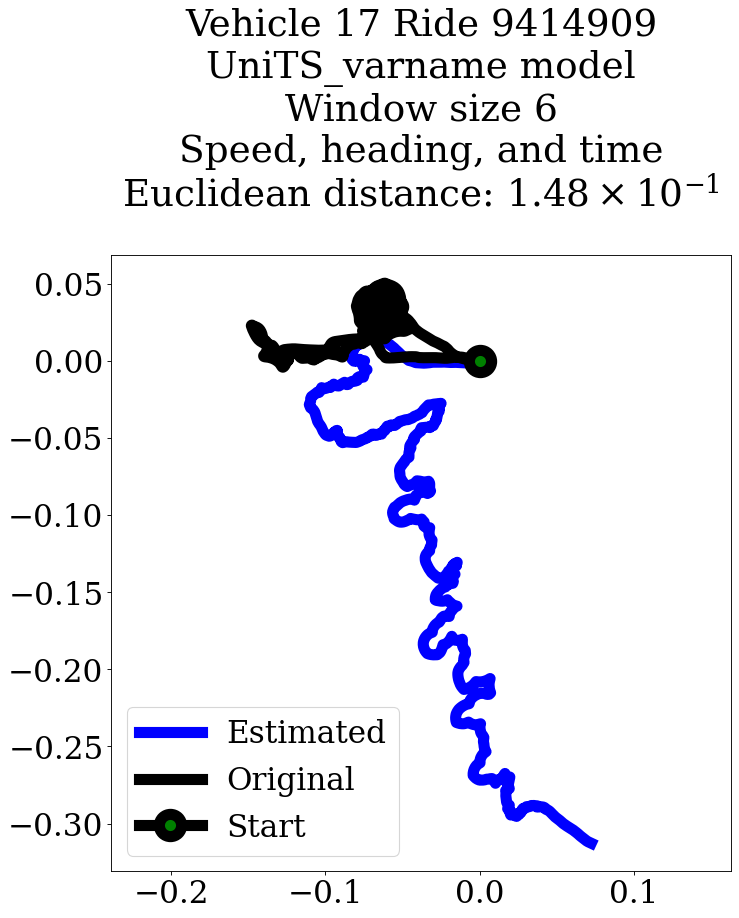 Vehicle 17 Ride 9414909
UniTS_varname model
Window size 6
Speed, heading, and time
Euclidean distance: 1.48 × 10⁻¹
0.05
0.00
−0.05
−0.10
−0.15
−0.20
−0.25
−0.30
Estimated
Original
Start
−0.2
−0.1
0.0
0.1